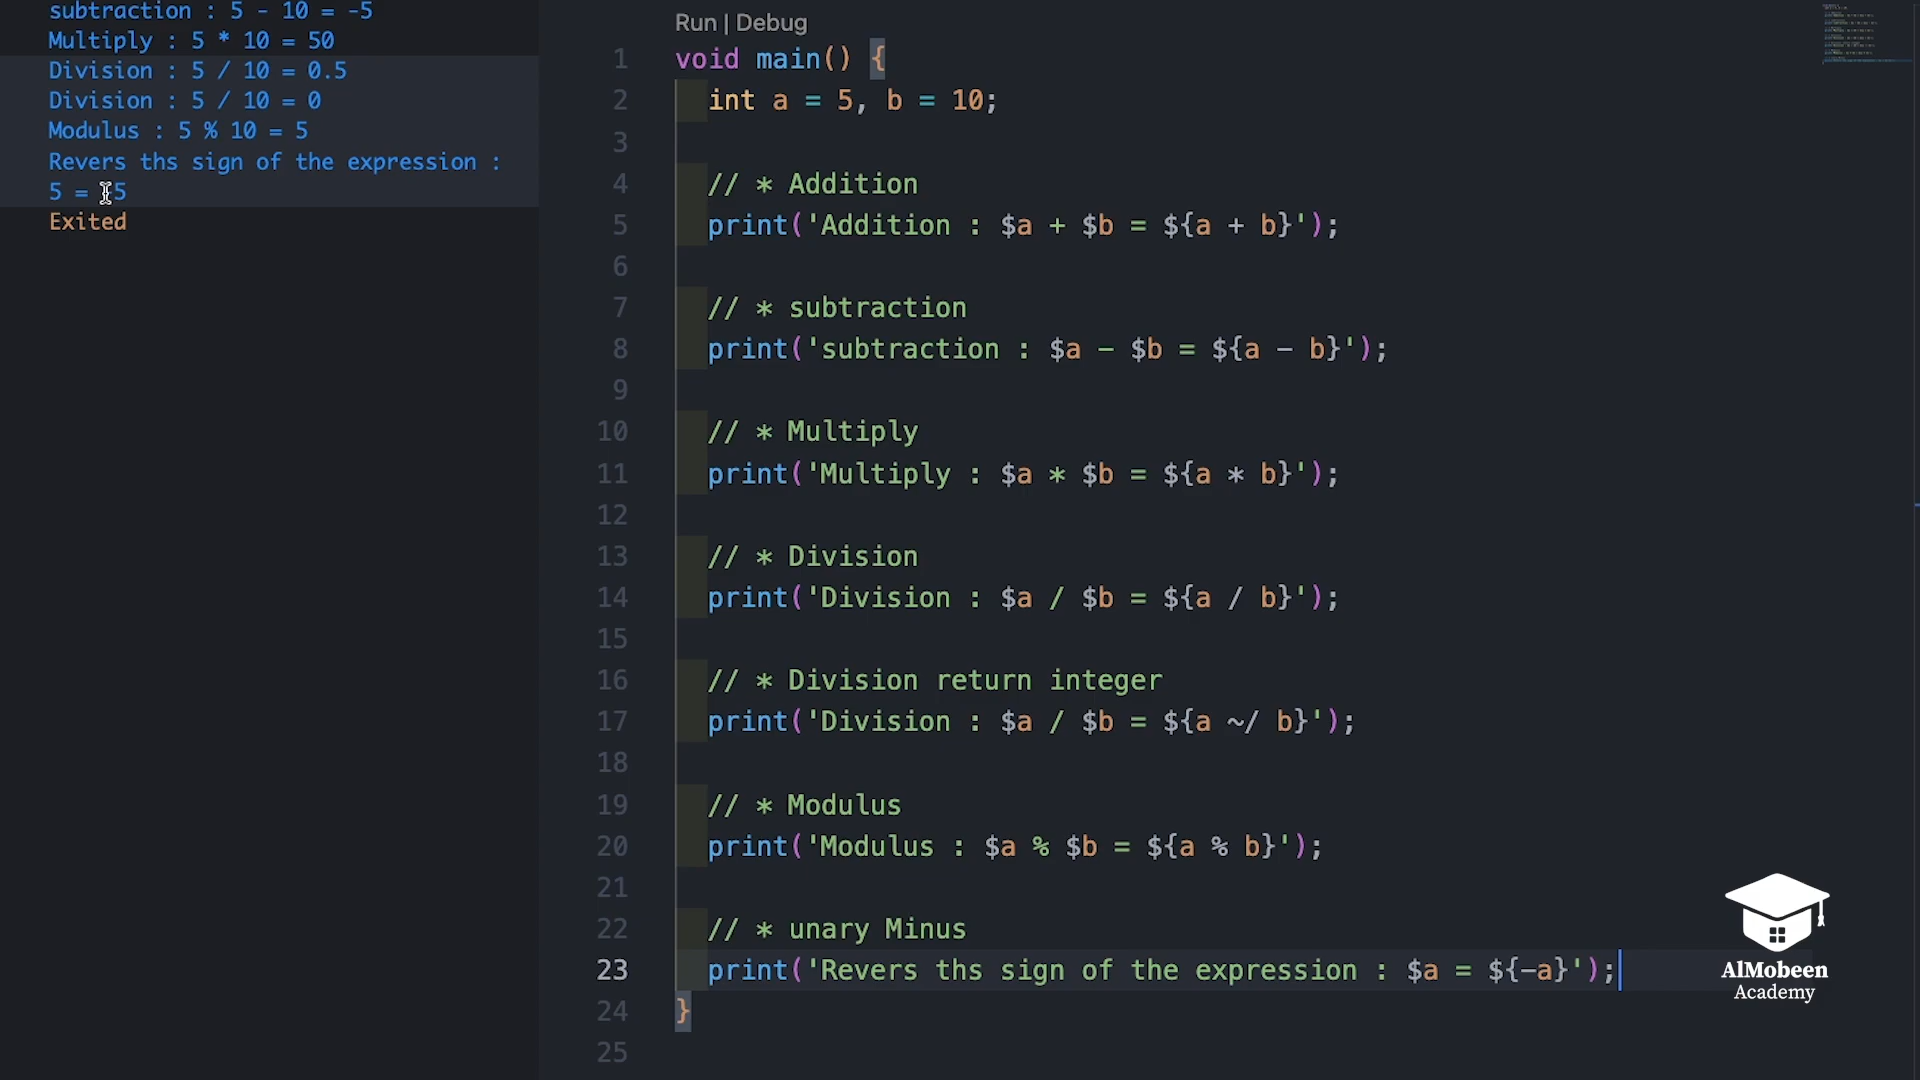 subtraction : 5 - 10 = -5
Multiply : 5 * 10 = 50
Division : 5 / 10 = 0.5
Division : 5 / 10 = 0
Modulus : 5 % 10 = 5
Revers ths sign of the expression :
5 = -5
Exited
Run | Debug
1 void main() {
2 int a = 5, b = 10;
3
4 // * Addition
5 print('Addition : $a + $b = ${a + b}');
6
7 // * subtraction
8 print('subtraction : $a - $b = ${a - b}');
9
10 // * Multiply
11 print('Multiply : $a * $b = ${a * b}');
12
13 // * Division
14 print('Division : $a / $b = ${a / b}');
15
16 // * Division return integer
17 print('Division : $a / $b = ${a ~/ b}');
18
19 // * Modulus
20 print('Modulus : $a % $b = ${a % b}');
21
22 // * unary Minus
23 print('Revers ths sign of the expression : $a = ${-a}');
24 }
25
AlMobeen
Academy